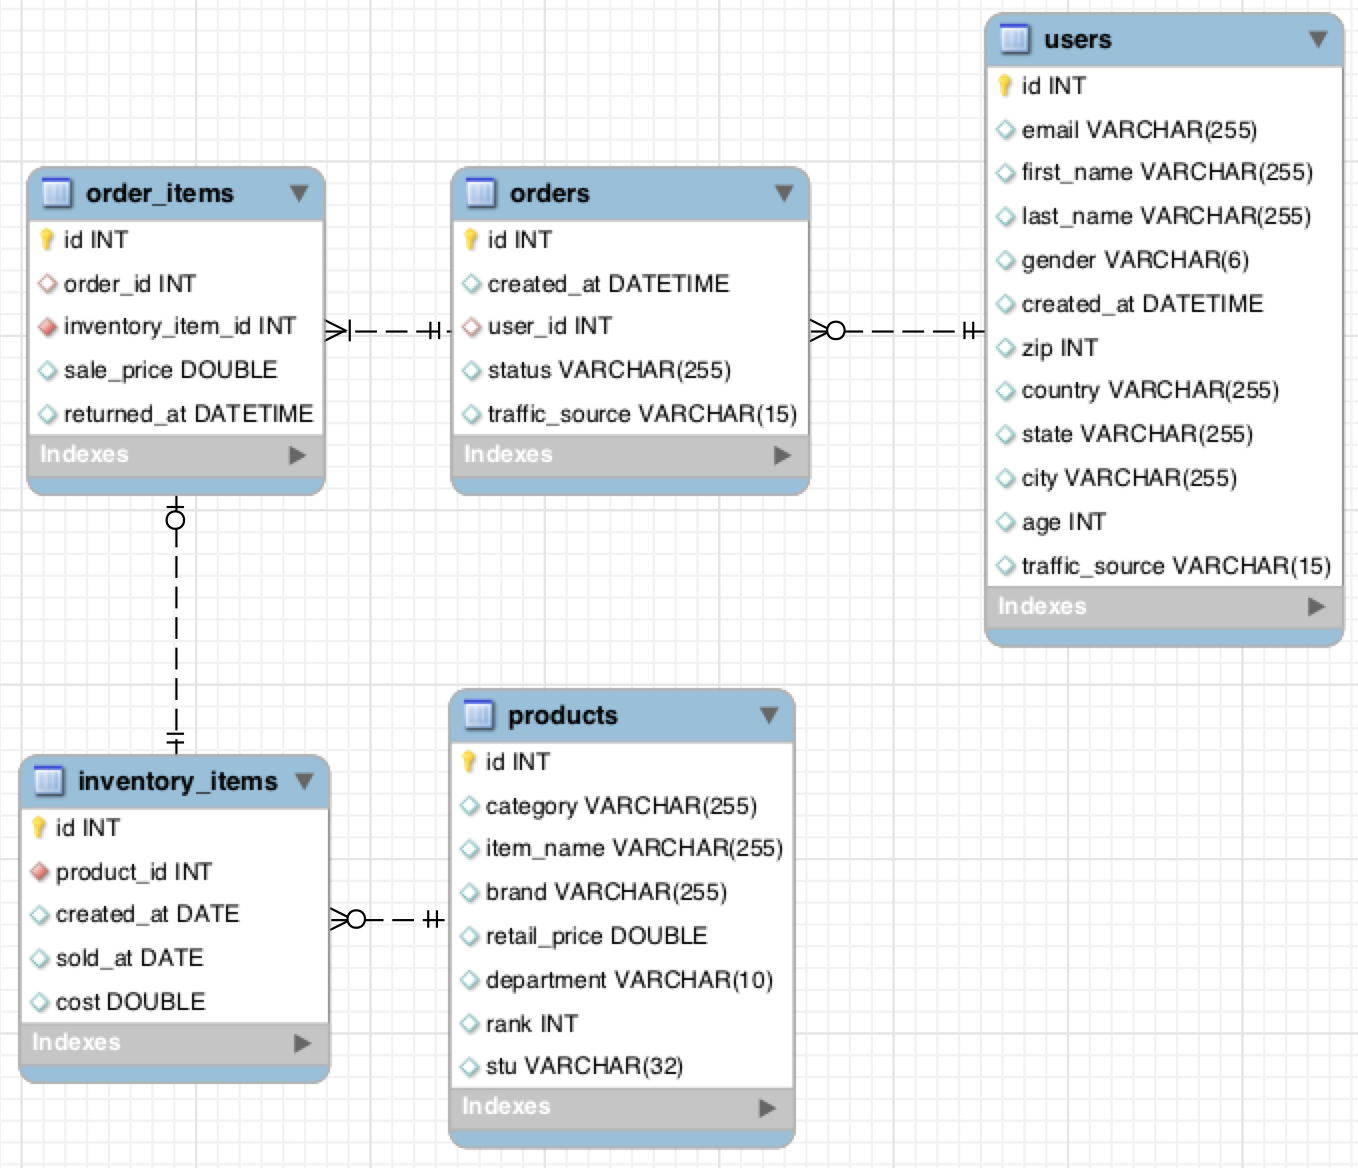 users
id INT
email VARCHAR(255)
first_name VARCHAR(255)
last_name VARCHAR(255)
gender VARCHAR(6)
created_at DATETIME
zip INT
country VARCHAR(255)
state VARCHAR(255)
city VARCHAR(255)
age INT
traffic_source VARCHAR(15)
Indexes
order_items
id INT
order_id INT
inventory_item_id INT
sale_price DOUBLE
returned_at DATETIME
Indexes
orders
id INT
created_at DATETIME
user_id INT
status VARCHAR(255)
traffic_source VARCHAR(15)
Indexes
inventory_items
id INT
product_id INT
created_at DATE
sold_at DATE
cost DOUBLE
Indexes
products
id INT
category VARCHAR(255)
item_name VARCHAR(255)
brand VARCHAR(255)
retail_price DOUBLE
department VARCHAR(10)
rank INT
stu VARCHAR(32)
Indexes